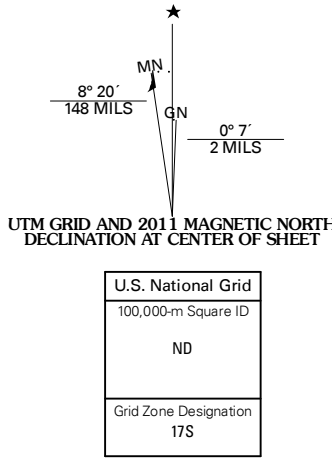 MN
8° 20´
148 MILS
GN
0° 7´
2 MILS
UTM GRID AND 2011 MAGNETIC NORTH
DECLINATION AT CENTER OF SHEET
U.S. National Grid
100,000-m Square ID
ND
Grid Zone Designation
17S